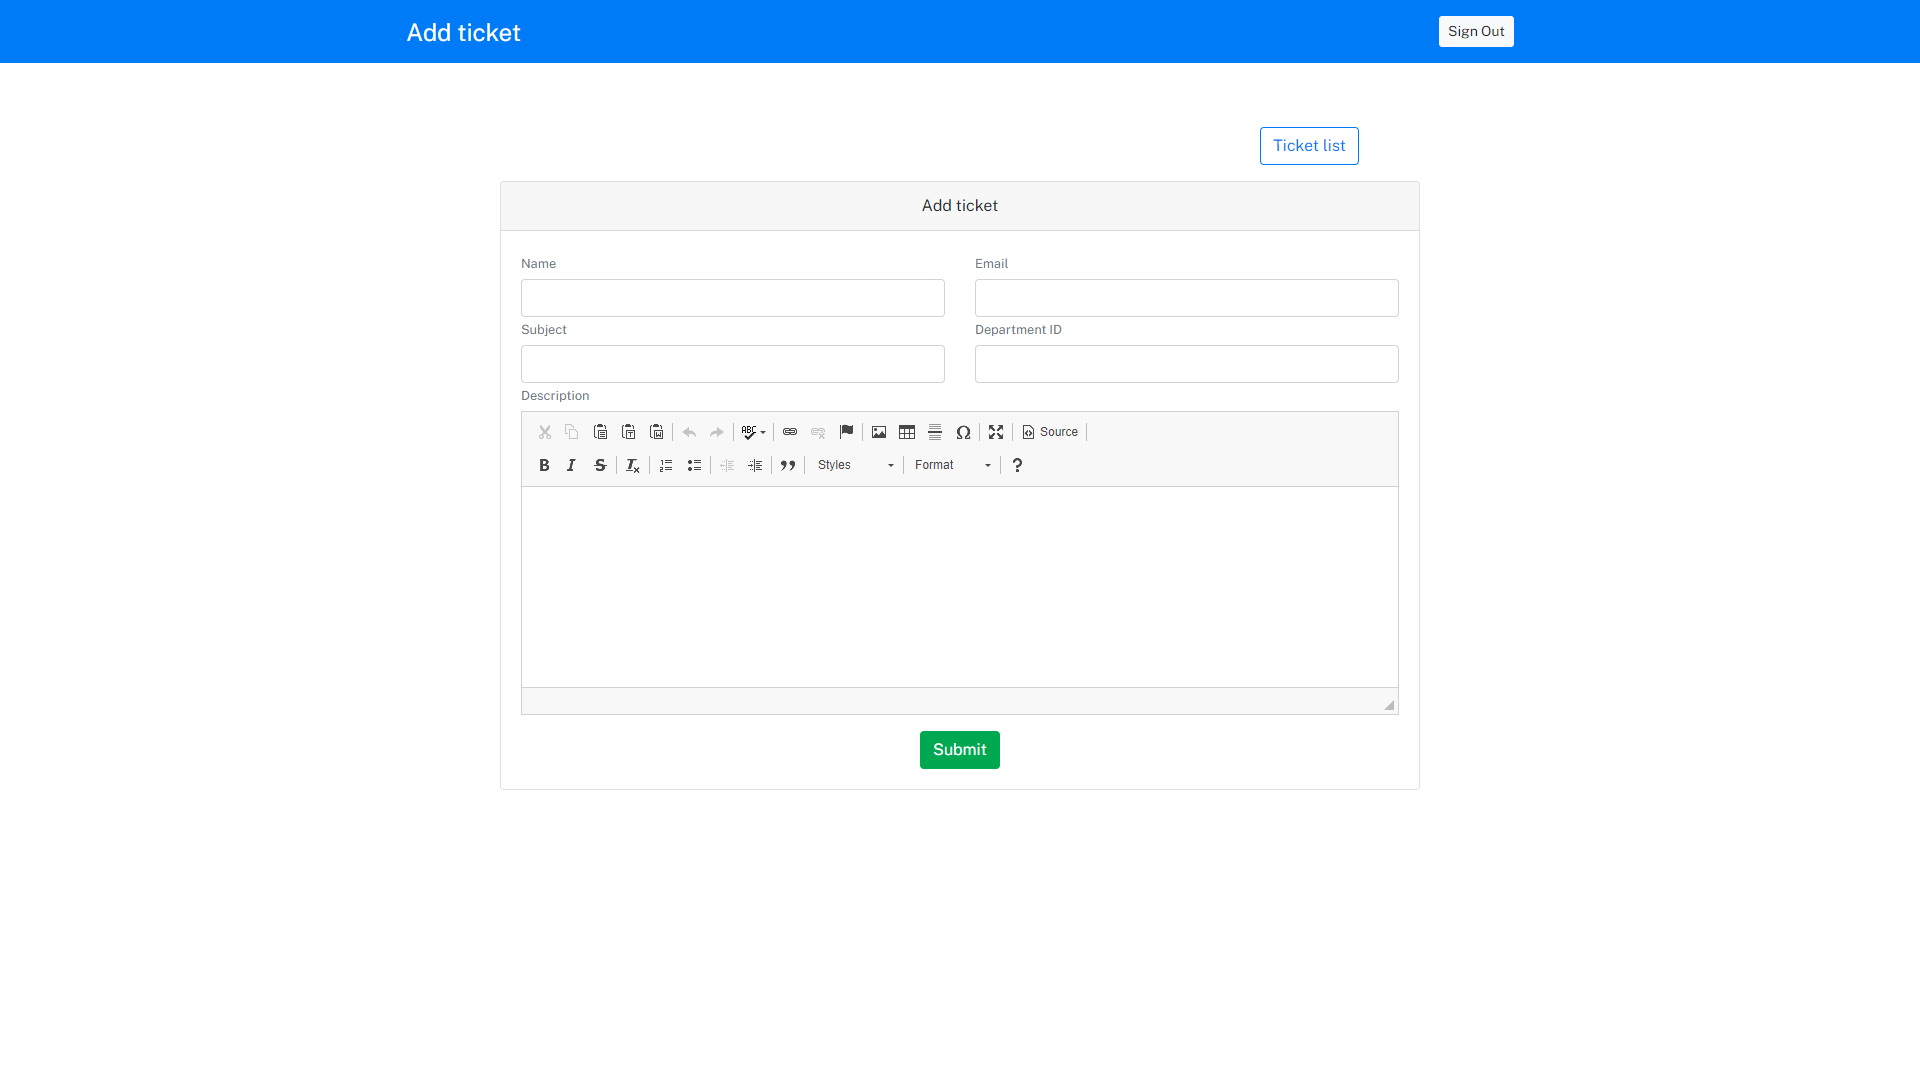 Add ticket
Sign Out
Ticket list
Add ticket
Name
Email
Subject
Department ID
Description
Source
Styles
Format
Submit